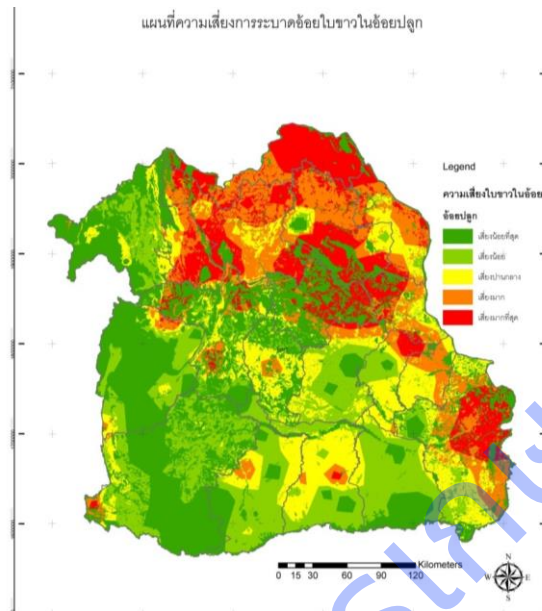 แผนที่ความเสี่ยงการระบาดอ้อยใบขาวในอ้อยปลูก
Legend
ความเสี่ยงใบขาวในอ้อย
อ้อยปลูก
เสี่ยงน้อยที่สุด
เสี่ยงน้อย
เสี่ยงปานกลาง
เสี่ยงมาก
เสี่ยงมากที่สุด
Kilometers
0 15 30 60 90 120
N
W E
S